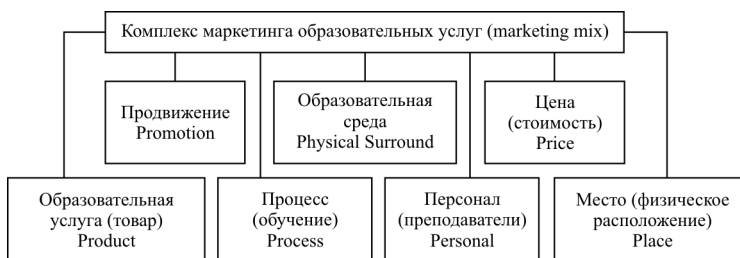 Комплекс маркетинга образовательных услуг (marketing mix)
Продвижение
Promotion
Образовательная
среда
Physical Surround
Цена
(стоимость)
Price
Образовательная
услуга (товар)
Product
Процесс
(обучение)
Process
Персонал
(преподаватели)
Personal
Место (физическое
расположение)
Place